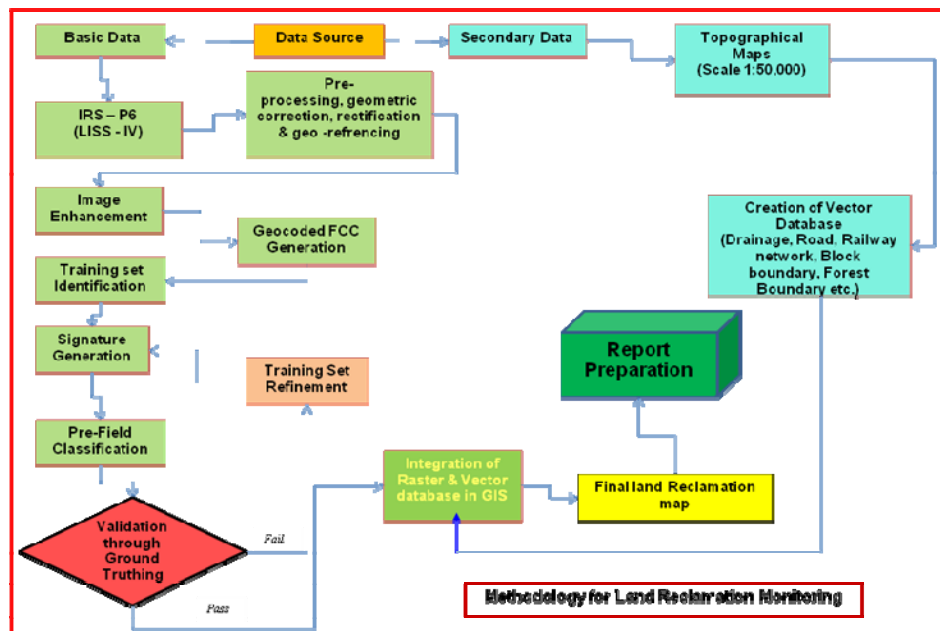 Basic Data
Data Source
Secondary Data
Topographical
Maps
(Scale 1:50,000)
IRS – P6
(LISS - IV)
Pre-
processing, geometric
correction, rectification
& geo -refrencing
Image
Enhancement
Geocoded FCC
Generation
Creation of Vector
Database
(Drainage, Road, Railway
network, Block
boundary, Forest
Boundary etc.)
Training set
Identification
Signature
Generation
Training Set
Refinement
Report
Preparation
Pre-Field
Classification
Integration of
Raster & Vector
database in GIS
Final land Reclamation
map
Validation
through
Ground
Truthing
Fail
Pass
Methodology for Land Reclamation Monitoring